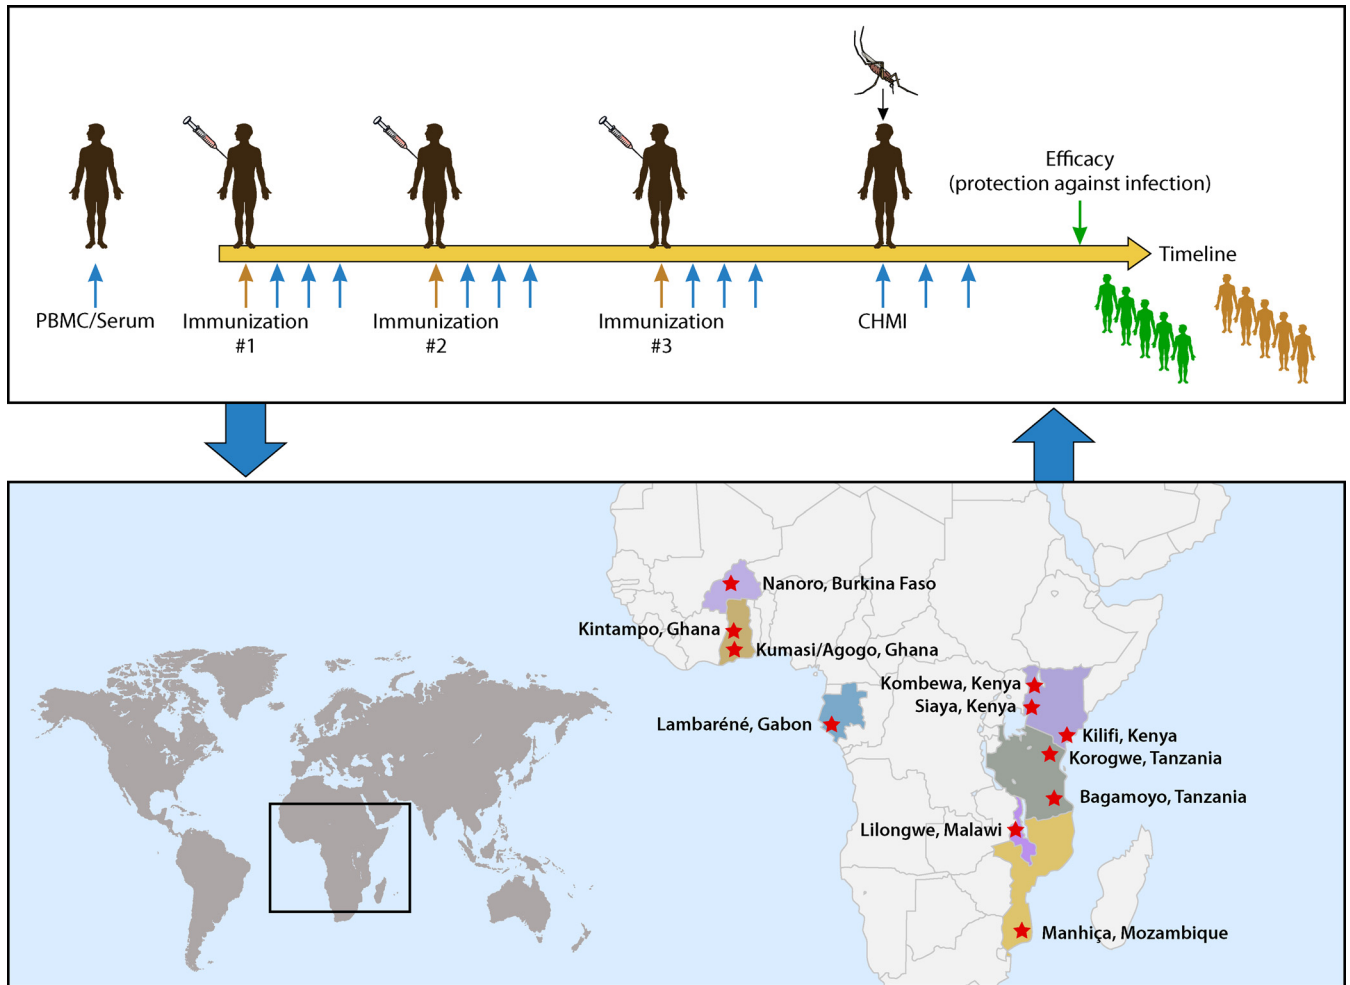 Efficacy
(protection against infection)
Timeline
PBMC/Serum
Immunization
#1
Immunization
#2
Immunization
#3
CHMI
Nanoro, Burkina Faso
Kintampo, Ghana
Kumasi/Agogo, Ghana
Kombewa, Kenya
Siaya, Kenya
Lambaréné, Gabon
Kilifi, Kenya
Korogwe, Tanzania
Bagamoyo, Tanzania
Lilongwe, Malawi
Manhiça, Mozambique